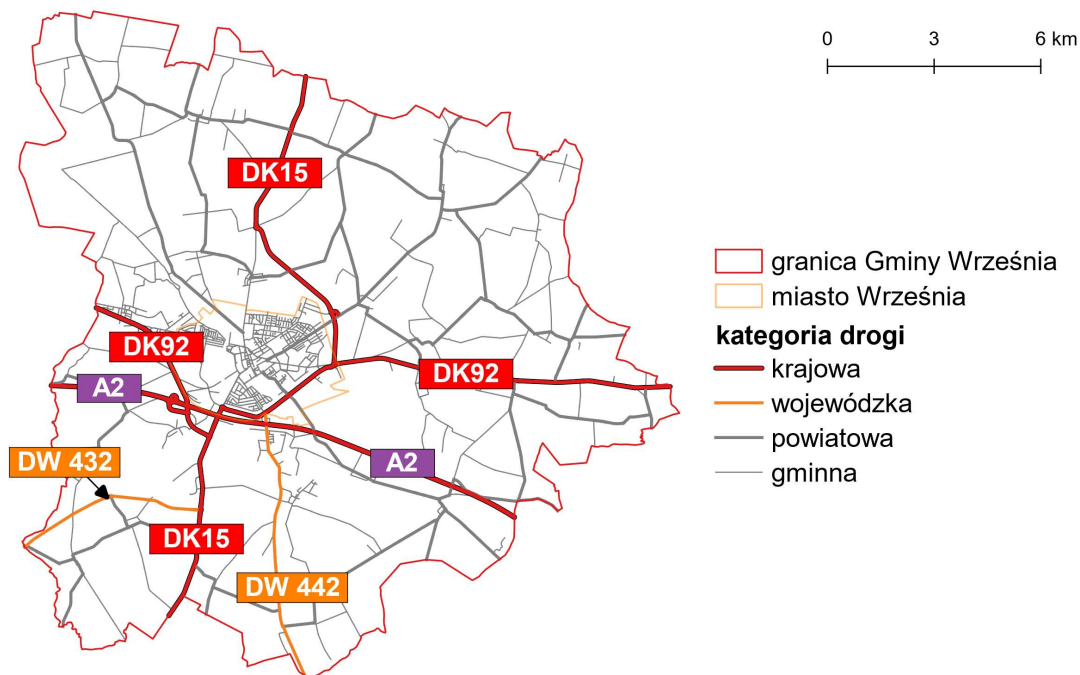 0 3 6 km
DK15
granica Gminy Września
miasto Września
kategoria drogi
krajowa
wojewódzka
powiatowa
gminna
DK92
DK92
A2
A2
DW 432
DK15
DW 442